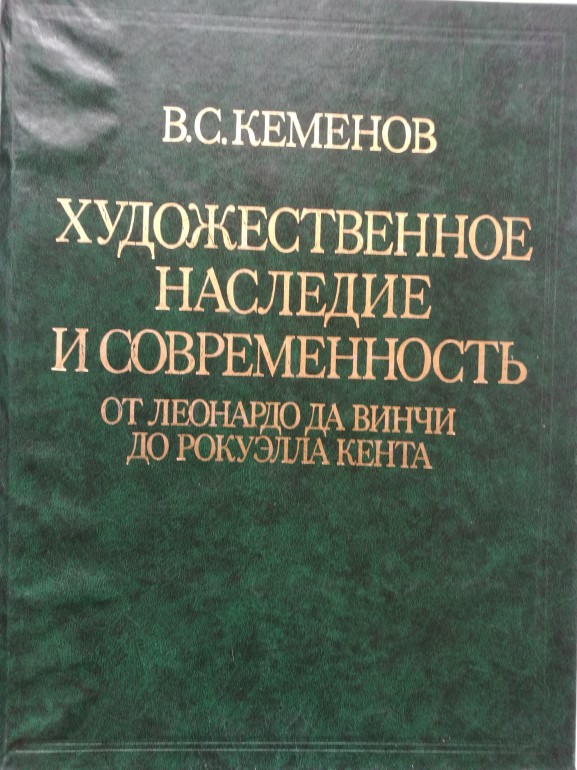 В.С.КЕМЕНОВ
ХУДОЖЕСТВЕННОЕ
НАСЛЕДИЕ
И СОВРЕМЕННОСТЬ
ОТ ЛЕОНАРДО ДА ВИНЧИ
ДО РОКУЭЛЛА КЕНТА